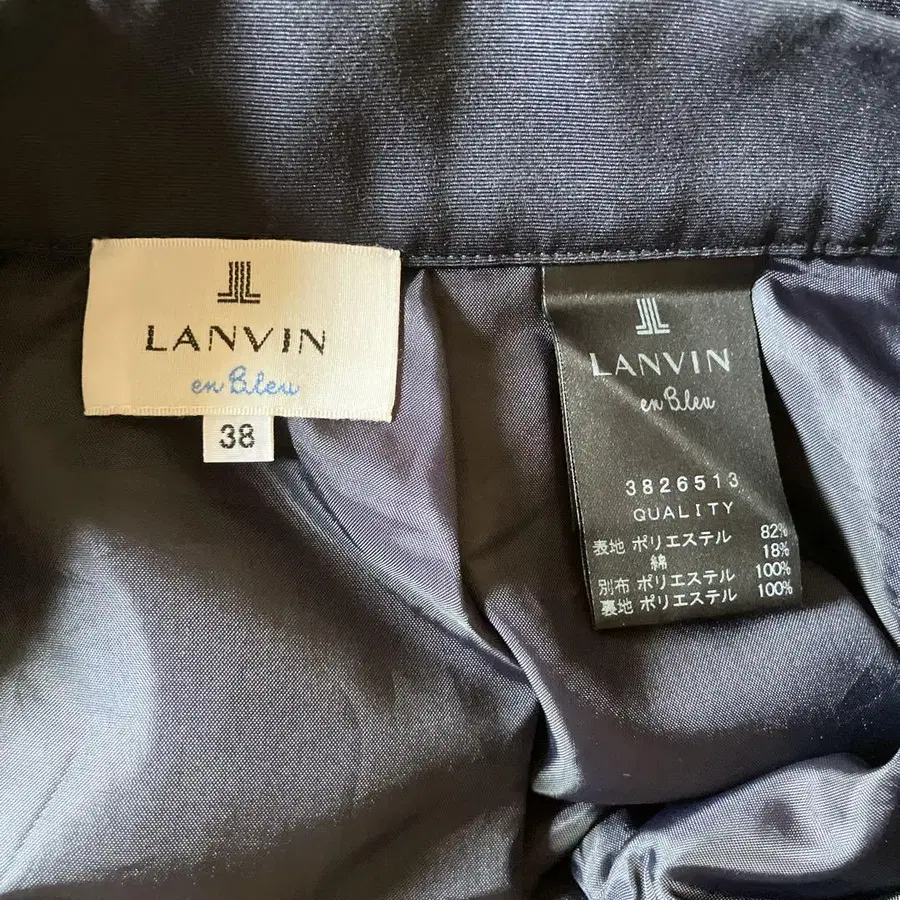 LANVIN
en Bleu
38
LANVIN
en Bleu
3826513
QUALITY
表地 ポリエステル 82%
綿 18%
別布 ポリエステル 100%
裏地 ポリエステル 100%